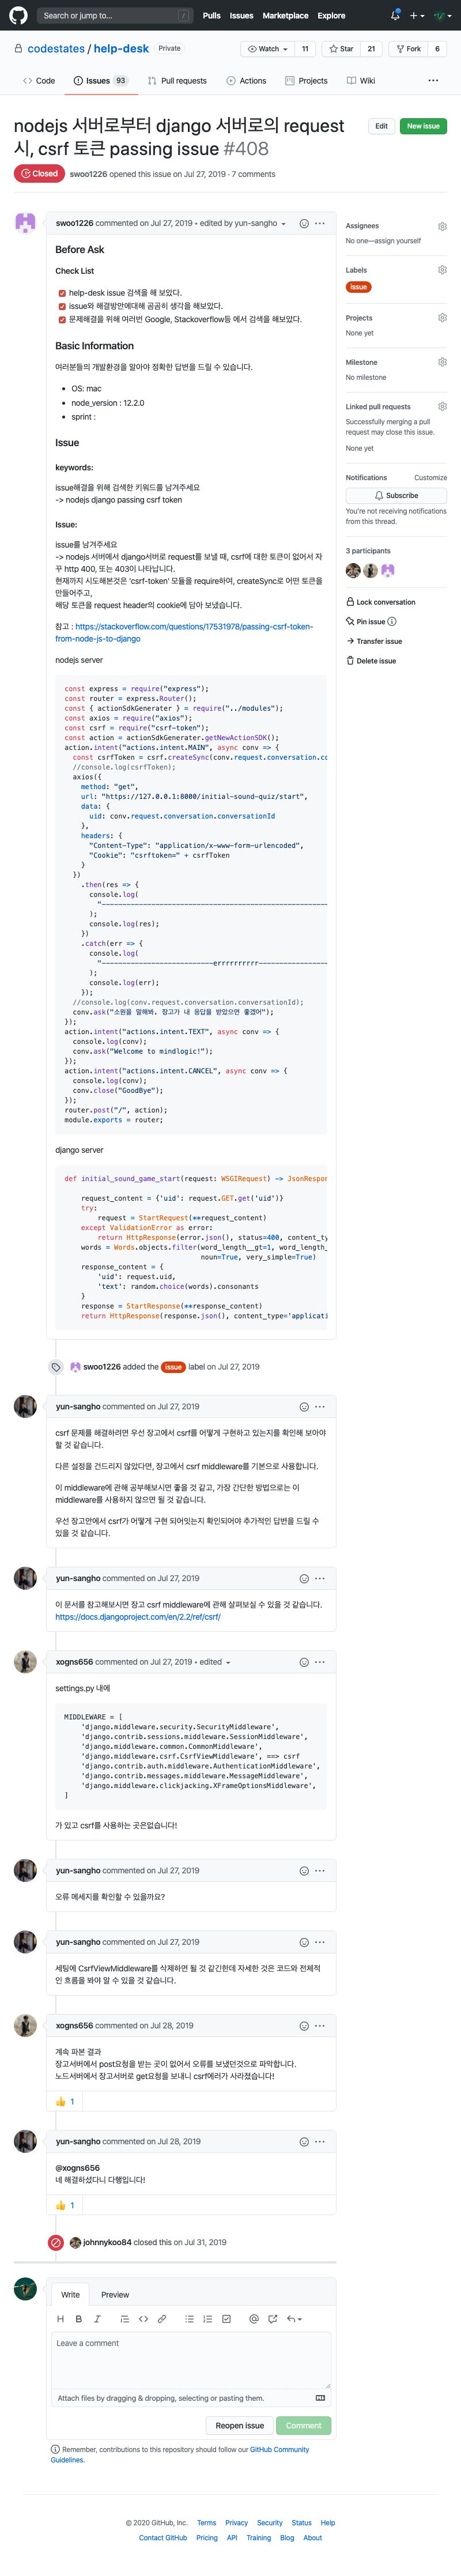 Search or jump to...
/
Pulls Issues Marketplace Explore
codestates / help-desk Private
Watch 11 Star 21 Fork 6
Code Issues 93 Pull requests Actions Projects Wiki
nodejs 서버로부터 django 서버로의 request
시, csrf 토큰 passing issue #408
Edit New issue
Closed swoo1226 opened this issue on Jul 27, 2019 · 7 comments
swoo1226 commented on Jul 27, 2019 • edited by yun-sangho
Before Ask
Check List
help-desk issue 검색을 해 보았다.
issue와 해결방안에대해 곰곰히 생각을 해보았다.
문제해결을 위해 여러번 Google, Stackoverflow등 에서 검색을 해보았다.
Basic Information
여러분들의 개발환경을 알아야 정확한 답변을 드릴 수 있습니다.
OS: mac
node_version : 12.2.0
sprint :
Issue
keywords:
issue해결을 위해 검색한 키워드를 남겨주세요
-> nodejs django passing csrf token
Issue:
issue를 남겨주세요
-> nodejs 서버에서 django서버로 request를 보낼 때, csrf에 대한 토큰이 없어서 자
꾸 http 400, 또는 403이 나타납니다.
현재까지 시도해본것은 'csrf-token' 모듈을 require하여, createSync로 어떤 토큰을
만들어주고,
해당 토큰을 request header의 cookie에 담아 보냈습니다.
참고 : https://stackoverflow.com/questions/17531978/passing-csrf-token-
from-node-js-to-django
nodejs server
const express = require("express");
const router = express.Router();
const { actionSdkGenerater } = require("../modules");
const axios = require("axios");
const csrf = require("csrf-token");
const action = actionSdkGenerater.getNewActionSDK();
action.intent("actions.intent.MAIN", async conv => {
const csrfToken = csrf.createSync(conv.request.conversation.co
//console.log(csrfToken);
axios({
method: "get",
url: "https://127.0.0.1:8000/initial-sound-quiz/start",
data: {
uid: conv.request.conversation.conversationId
},
headers: {
"Content-Type": "application/x-www-form-urlencoded",
"Cookie": "csrftoken=" + csrfToken
}
})
.then(res => {
console.log(
);
console.log(res);
})
.catch(err => {
console.log(
);
console.log(err);
});
//console.log(conv.request.conversation.conversationId);
conv.ask("소원을 말해봐. 장고가 내 응답을 받았으면 좋겠어");
});
action.intent("actions.intent.TEXT", async conv => {
console.log(conv);
conv.ask("Welcome to mindlogic!");
});
action.intent("actions.intent.CANCEL", async conv => {
console.log(conv);
conv.close("GoodBye");
});
router.post("/", action);
module.exports = router;
django server
def initial_sound_game_start(request: WSGIRequest) -> JsonRespon
request_content = {'uid': request.GET.get('uid')}
try:
request = StartRequest(**request_content)
except ValidationError as error:
return HttpResponse(error.json(), status=400, content_ty
words = Words.objects.filter(word_length__gt=1, word_length_
noun=True, very_simple=True)
response_content = {
'uid': request.uid,
'text': random.choice(words).consonants
}
response = StartResponse(**response_content)
return HttpResponse(response.json(), content_type='applicati
swoo1226 added the issue label on Jul 27, 2019
yun-sangho commented on Jul 27, 2019
csrf 문제를 해결하려면 우선 장고에서 csrf를 어떻게 구현하고 있는지를 확인해 보아야
할 것 같습니다.
다른 설정을 건드리지 않았다면, 장고에서 csrf middleware를 기본으로 사용합니다.
이 middleware에 관해 공부해보시면 좋을 것 같고, 가장 간단한 방법으로는 이
middleware를 사용하지 않으면 될 것 같습니다.
우선 장고안에서 csrf가 어떻게 구현 되어잇는지 확인되어야 추가적인 답변을 드릴 수
있을 것 같습니다.
yun-sangho commented on Jul 27, 2019
이 문서를 참고해보시면 장고 csrf middleware에 관해 살펴보실 수 있을 것 같습니다.
https://docs.djangoproject.com/en/2.2/ref/csrf/
xogns656 commented on Jul 27, 2019 • edited
settings.py 내에
MIDDLEWARE = [
'django.middleware.security.SecurityMiddleware',
'django.contrib.sessions.middleware.SessionMiddleware',
'django.middleware.common.CommonMiddleware',
'django.middleware.csrf.CsrfViewMiddleware', ==> csrf
'django.contrib.auth.middleware.AuthenticationMiddleware',
'django.contrib.messages.middleware.MessageMiddleware',
'django.middleware.clickjacking.XFrameOptionsMiddleware',
]
가 있고 csrf를 사용하는 곳은없습니다!
yun-sangho commented on Jul 27, 2019
오류 메세지를 확인할 수 있을까요?
yun-sangho commented on Jul 27, 2019
세팅에 CsrfViewMiddleware를 삭제하면 될 것 같긴한데 자세한 것은 코드와 전체적
인 흐름을 봐야 알 수 있을 것 같습니다.
xogns656 commented on Jul 28, 2019
계속 파본 결과
장고서버에서 post요청을 받는 곳이 없어서 오류를 보냈던것으로 파악합니다.
노드서버에서 장고서버로 get요청을 보내니 csrf에러가 사라졌습니다!
👍 1
yun-sangho commented on Jul 28, 2019
@xogns656
네 해결하셨다니 다행입니다!
👍 1
johnnykoo84 closed this on Jul 31, 2019
Write Preview
Leave a comment
Attach files by dragging & dropping, selecting or pasting them.
Reopen issue Comment
Remember, contributions to this repository should follow our GitHub Community
Guidelines.
Assignees
No one—assign yourself
Labels
issue
Projects
None yet
Milestone
No milestone
Linked pull requests
Successfully merging a pull
request may close this issue.
None yet
Notifications Customize
Subscribe
You're not receiving notifications
from this thread.
3 participants
Lock conversation
Pin issue
Transfer issue
Delete issue
© 2020 GitHub, Inc. Terms Privacy Security Status Help
Contact GitHub Pricing API Training Blog About